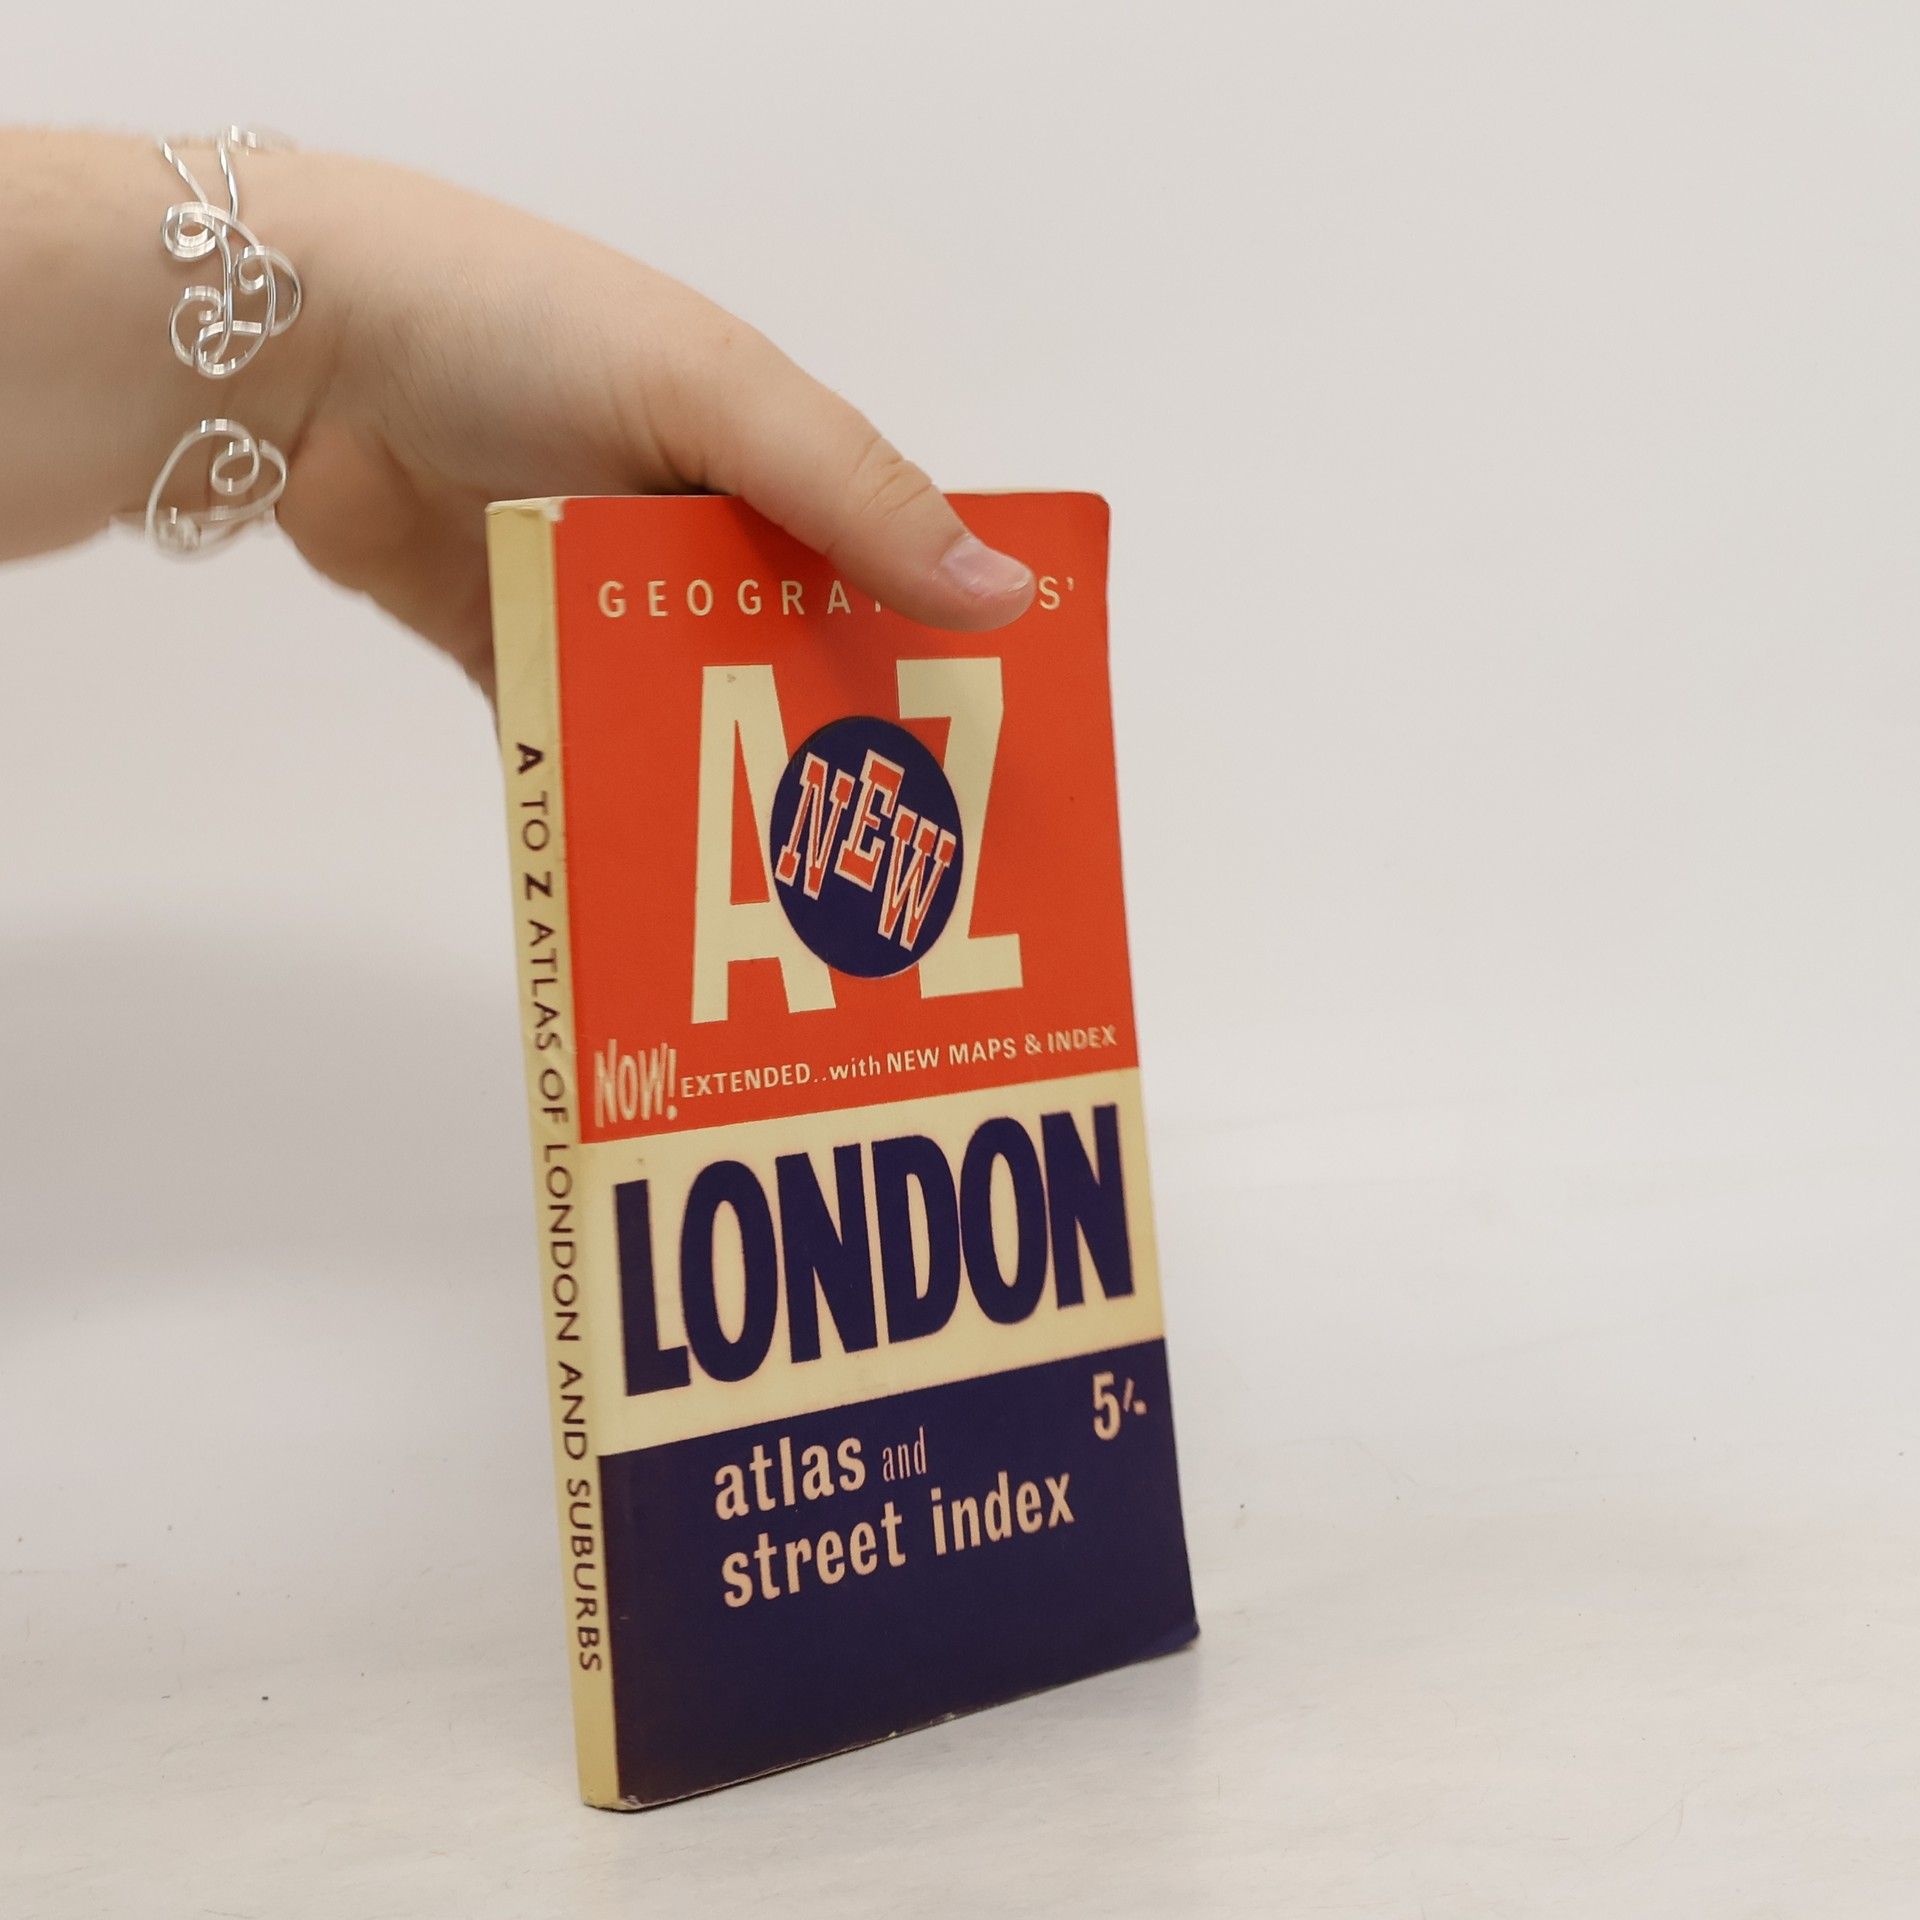 A TO Z ATLAS OF LONDON AND SUBURBS
A Z
NEW
NOW! EXTENDED..with NEW MAPS & INDEX
LONDON
5/-
atlas and
street index